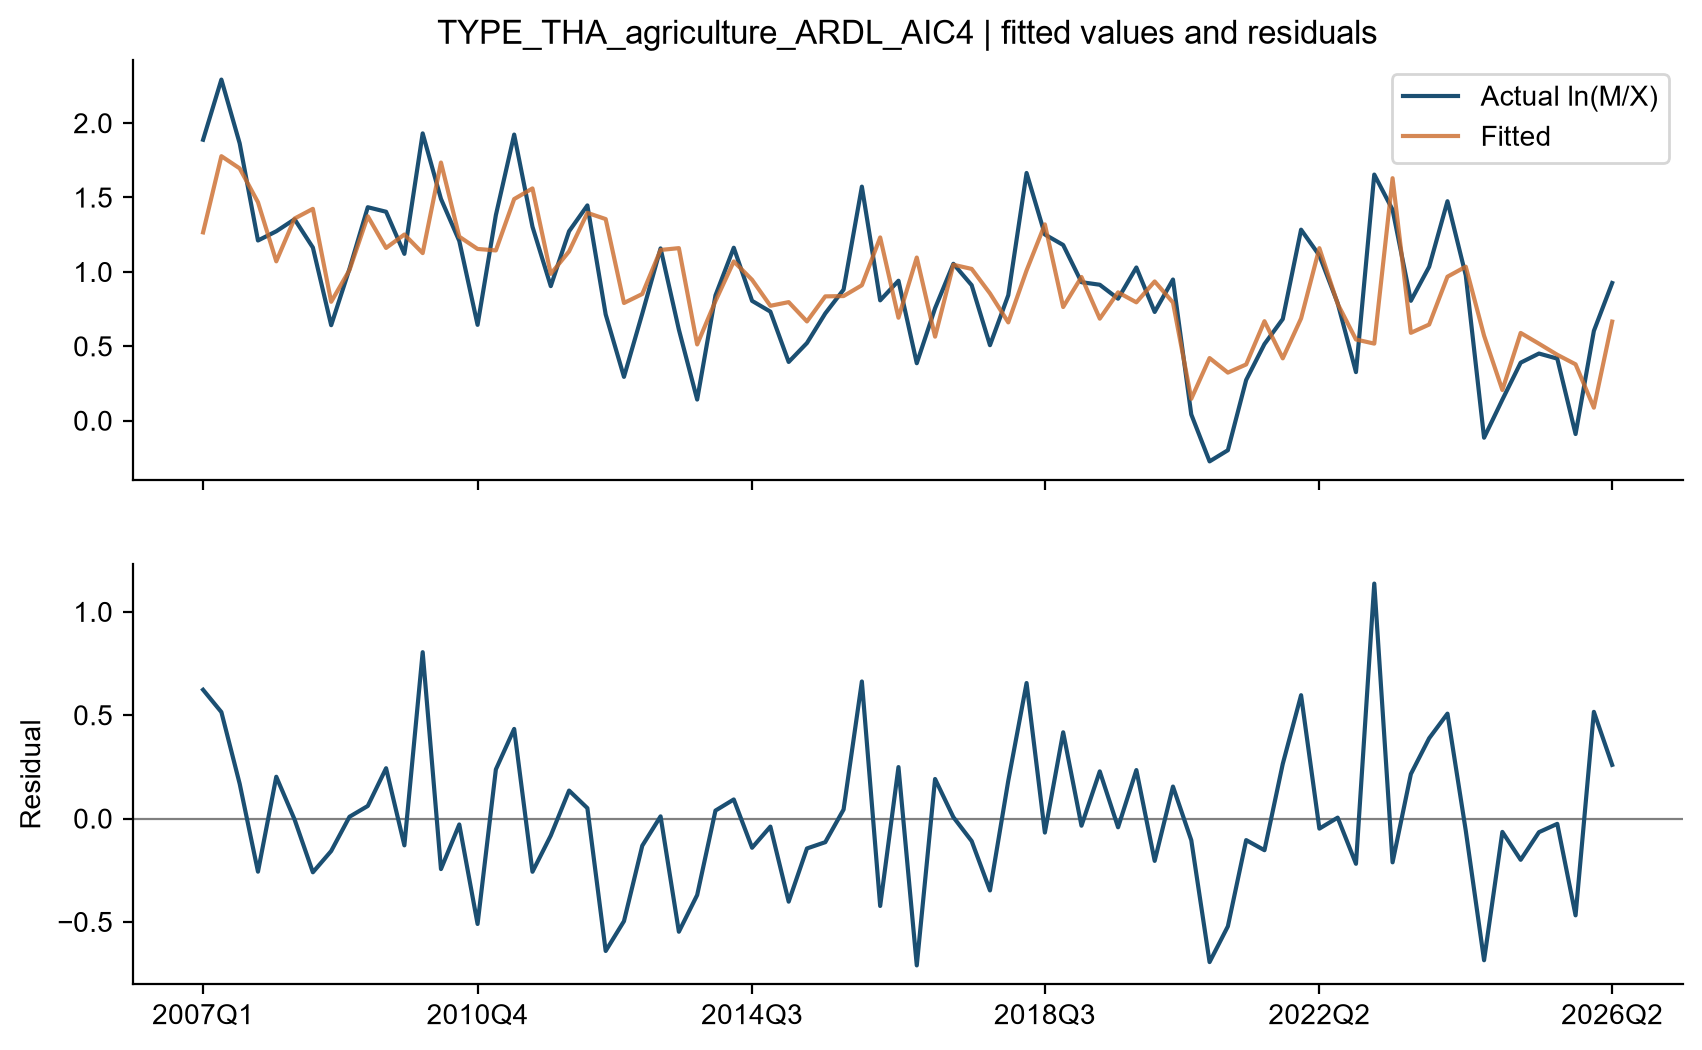 TYPE_THA_agriculture_ARDL_AIC4 | fitted values and residuals
Actual ln(M/X)
Fitted
2.0
1.5
1.0
0.5
0.0
Residual
1.0
0.5
0.0
−0.5
2007Q1 2010Q4 2014Q3 2018Q3 2022Q2 2026Q2